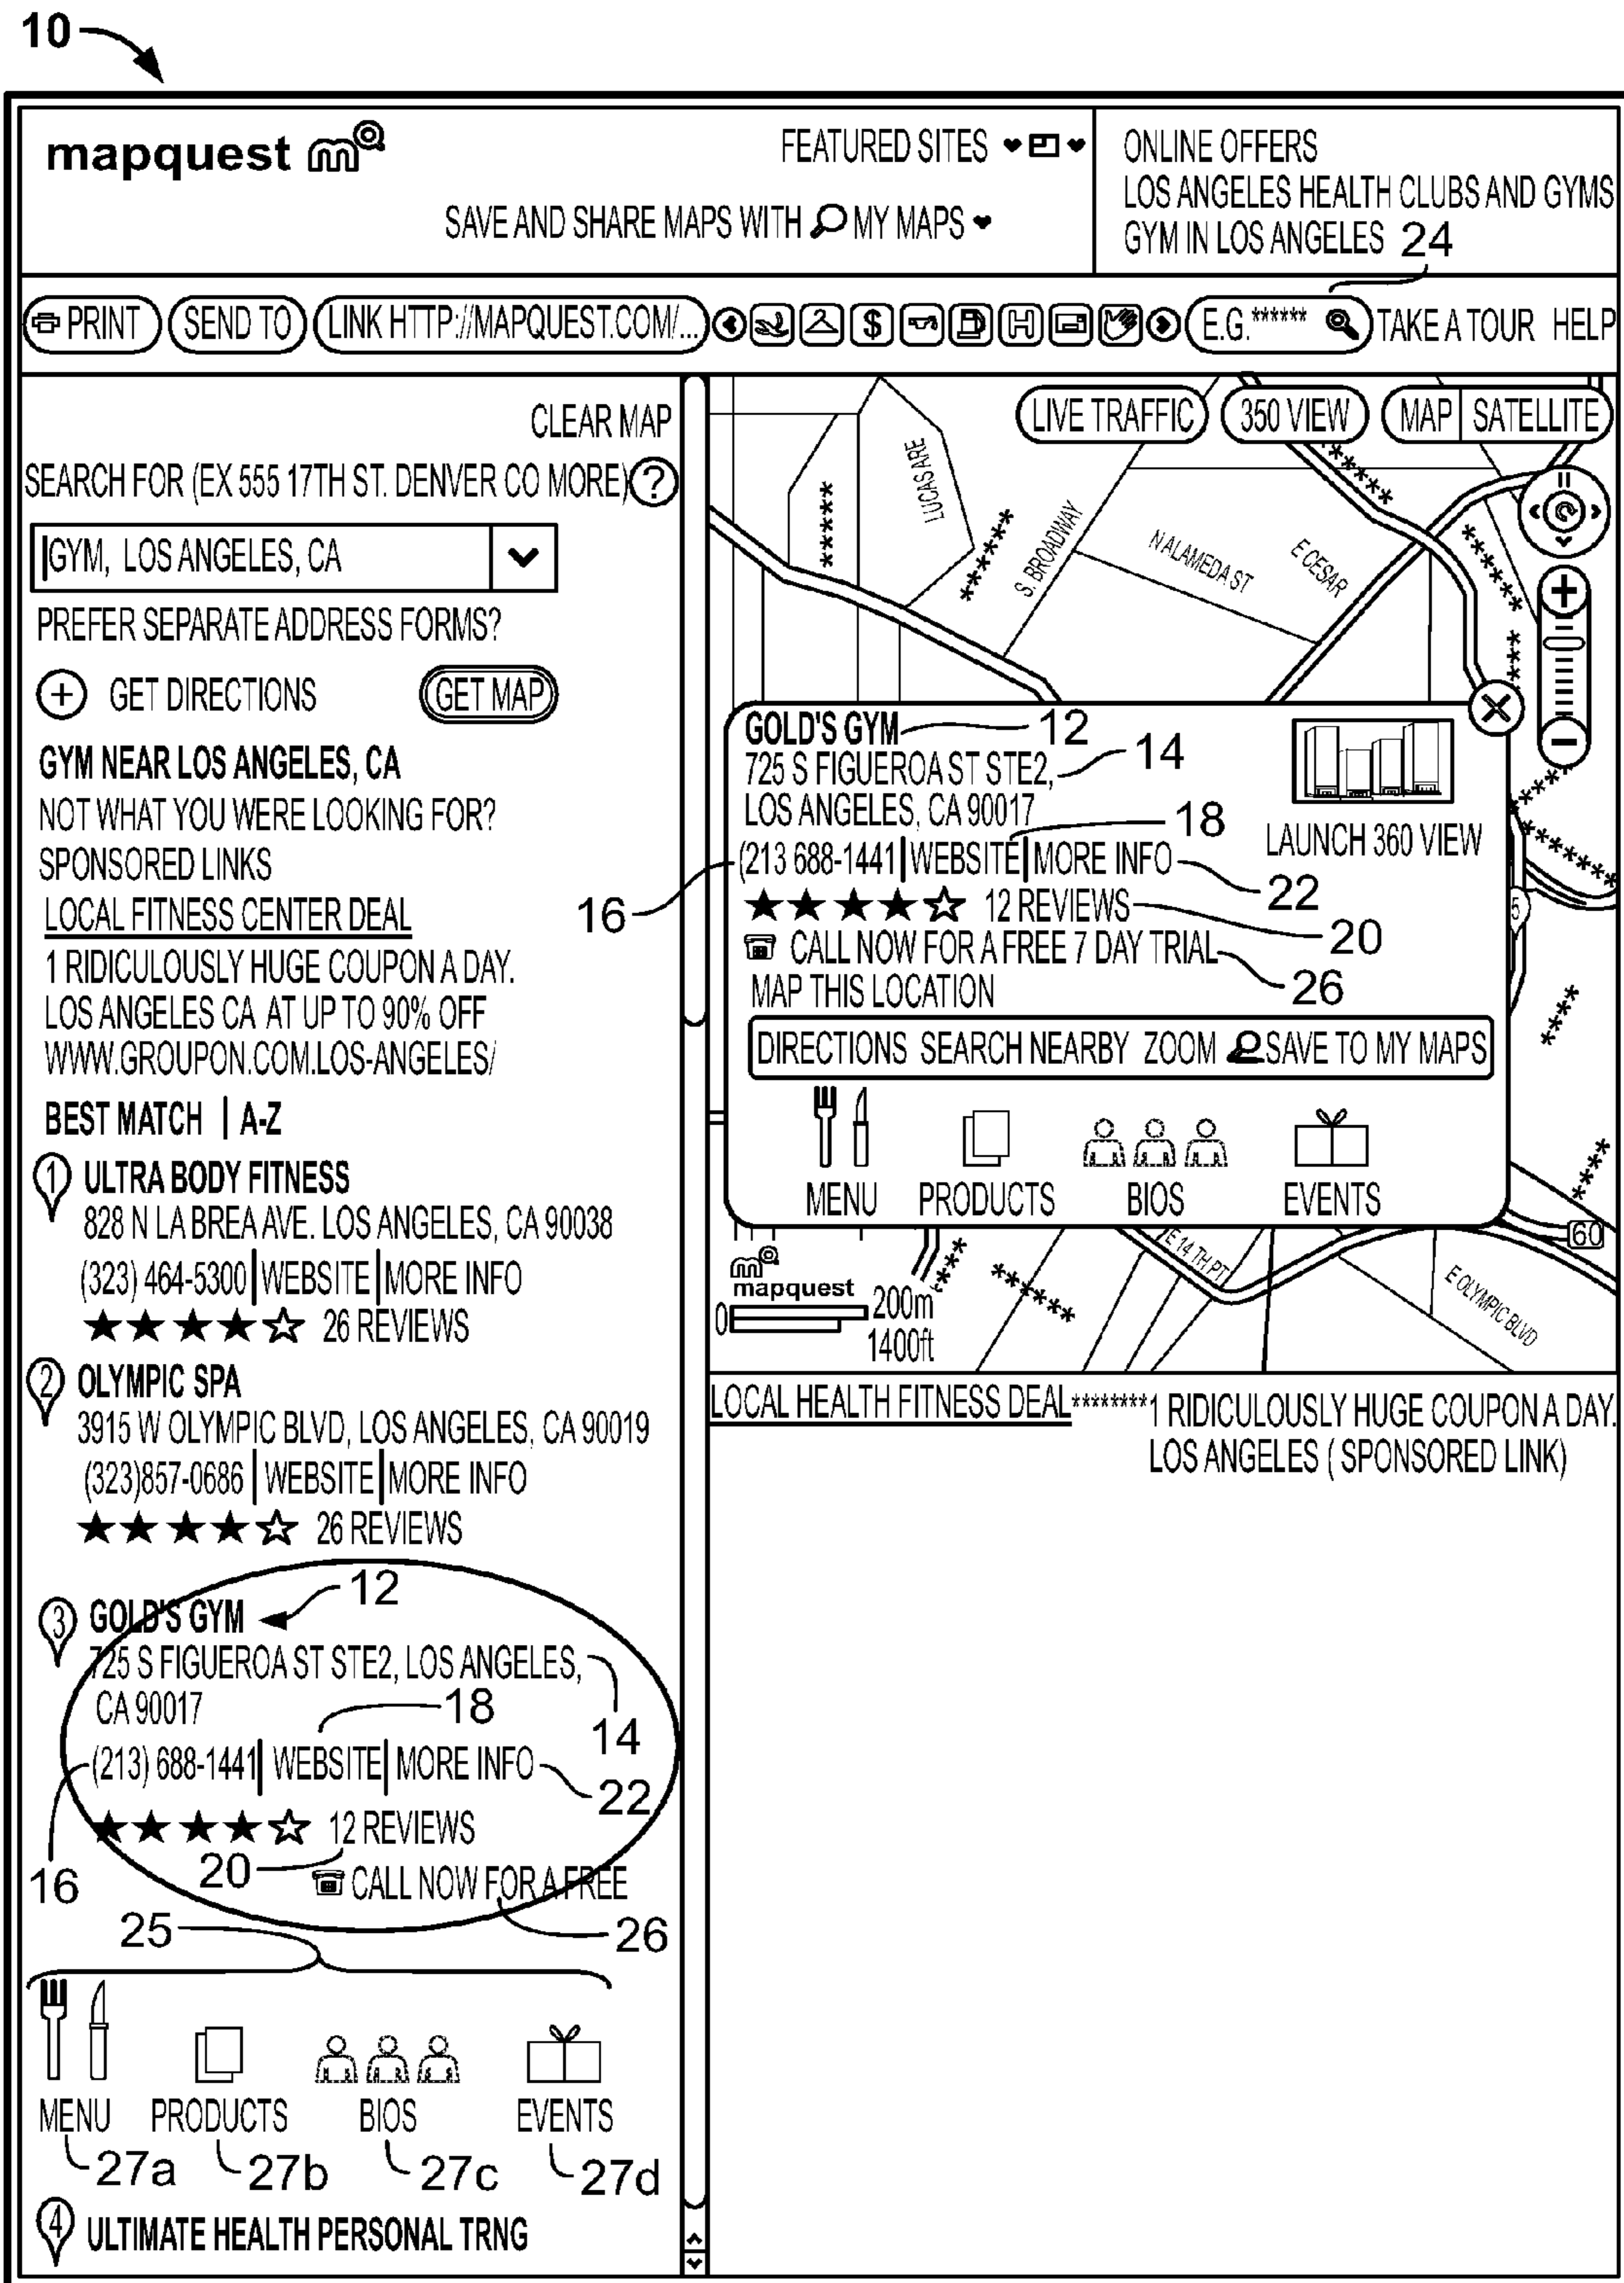 10
mapquest
FEATURED SITES
SAVE AND SHARE MAPS WITH MY MAPS
ONLINE OFFERS
LOS ANGELES HEALTH CLUBS AND GYMS
GYM IN LOS ANGELES 24
PRINT SEND TO LINK HTTP://MAPQUEST.COM/... $ H E.G.****** TAKE A TOUR HELP
CLEAR MAP
SEARCH FOR (EX 555 17TH ST. DENVER CO MORE) ?
GYM, LOS ANGELES, CA
PREFER SEPARATE ADDRESS FORMS?
+ GET DIRECTIONS GET MAP
GYM NEAR LOS ANGELES, CA
NOT WHAT YOU WERE LOOKING FOR?
SPONSORED LINKS
LOCAL FITNESS CENTER DEAL
1 RIDICULOUSLY HUGE COUPON A DAY.
LOS ANGELES CA AT UP TO 90% OFF
WWW.GROUPON.COM.LOS-ANGELES/
BEST MATCH | A-Z
1 ULTRA BODY FITNESS
828 N LA BREA AVE. LOS ANGELES, CA 90038
(323) 464-5300 | WEBSITE | MORE INFO
★★★★☆ 26 REVIEWS
2 OLYMPIC SPA
3915 W OLYMPIC BLVD, LOS ANGELES, CA 90019
(323)857-0686 | WEBSITE | MORE INFO
★★★★☆ 26 REVIEWS
12
3 GOLD'S GYM
725 S FIGUEROA ST STE2, LOS ANGELES,
CA 90017
18
14
(213) 688-1441 | WEBSITE | MORE INFO
22
★★★★☆ 12 REVIEWS
16
20
CALL NOW FOR A FREE
25
26
MENU PRODUCTS BIOS EVENTS
27a 27b 27c 27d
4 ULTIMATE HEALTH PERSONAL TRNG
LIVE TRAFFIC 350 VIEW MAP | SATELLITE
******
LUCAS ARE
******
S. BROADWAY
N ALAMEDA ST
E CESAR
******
******
****
GOLD'S GYM 12
725 S FIGUEROA ST STE2, 14
LOS ANGELES, CA 90017
18
(213 688-1441 | WEBSITE | MORE INFO
LAUNCH 360 VIEW
16
22
★★★★☆ 12 REVIEWS
20
CALL NOW FOR A FREE 7 DAY TRIAL
26
MAP THIS LOCATION
DIRECTIONS SEARCH NEARBY ZOOM SAVE TO MY MAPS
MENU PRODUCTS BIOS EVENTS
5
60
E 14 TH PT
E OLYMPIC BLVD
mapquest
0 200m
1400ft
LOCAL HEALTH FITNESS DEAL********1 RIDICULOUSLY HUGE COUPON A DAY.
LOS ANGELES ( SPONSORED LINK)